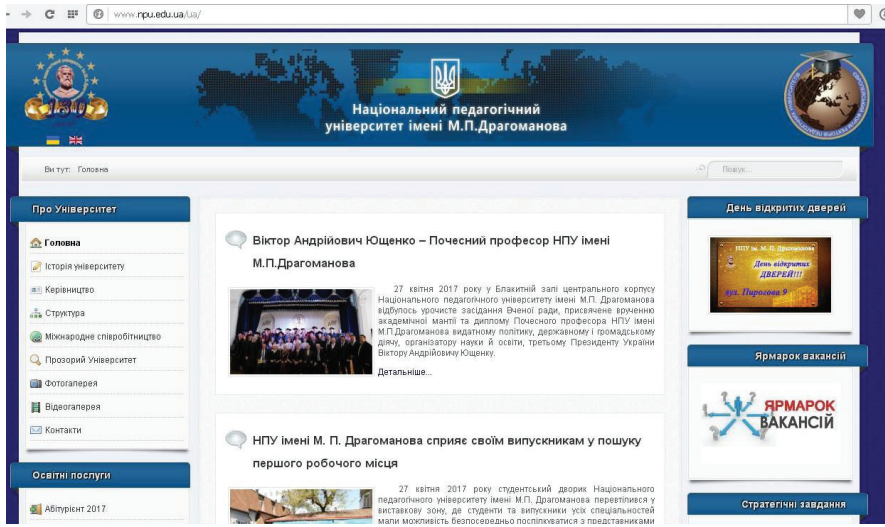 www.npu.edu.ua/ua/
1500
Національний педагогічний
університет імені М.П.Драгоманова
Ви тут: Головна
Пошук...
Про Університет
Головна
Історія університету
Керівництво
Структура
Міжнародне співробітництво
Прозорий Університет
Фотогалерея
Відеогалерея
Контакти
Освітні послуги
Абітурієнт 2017
Віктор Андрійович Ющенко – Почесний професор НПУ імені
М.П.Драгоманова
27 квітня 2017 року у Блакитній залі центрального корпусу
Національного педагогічного університету імені М.П. Драгоманова
відбулось урочисте засідання Вченої ради, присвячене врученню
академічної мантії та диплому Почесного професора НПУ імені
М.П.Драгоманова видатному політику, державному і громадському
діячу, організатору науки й освіти, третьому Президенту України
Віктору Андрійовичу Ющенку.
Детальніше...
НПУ імені М. П. Драгоманова сприяє своїм випускникам у пошуку
першого робочого місця
27 квітня 2017 року студентський дворик Національного
педагогічного університету імені М.П. Драгоманова перевтілився у
виставкову зону, де студенти та випускники усіх спеціальностей
мали можливість безпосередньо поспілкуватися з представниками
День відкритих дверей
НПУ ім. М. П. Драгоманова
День відкритих
ДВЕРЕЙ!!!
вул. Пирогова 9
Ярмарок вакансій
ЯРМАРОК
ВАКАНСІЙ
Стратегічні завдання